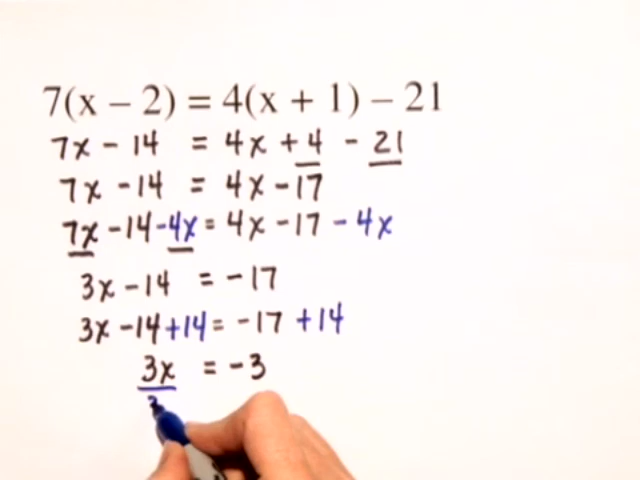 7(x − 2) = 4(x + 1) − 21
7x - 14 = 4x + 4 - 21
7x - 14 = 4x - 17
7x - 14 - 4x = 4x - 17 - 4x
3x - 14 = -17
3x - 14 + 14 = -17 + 14
3x = -3